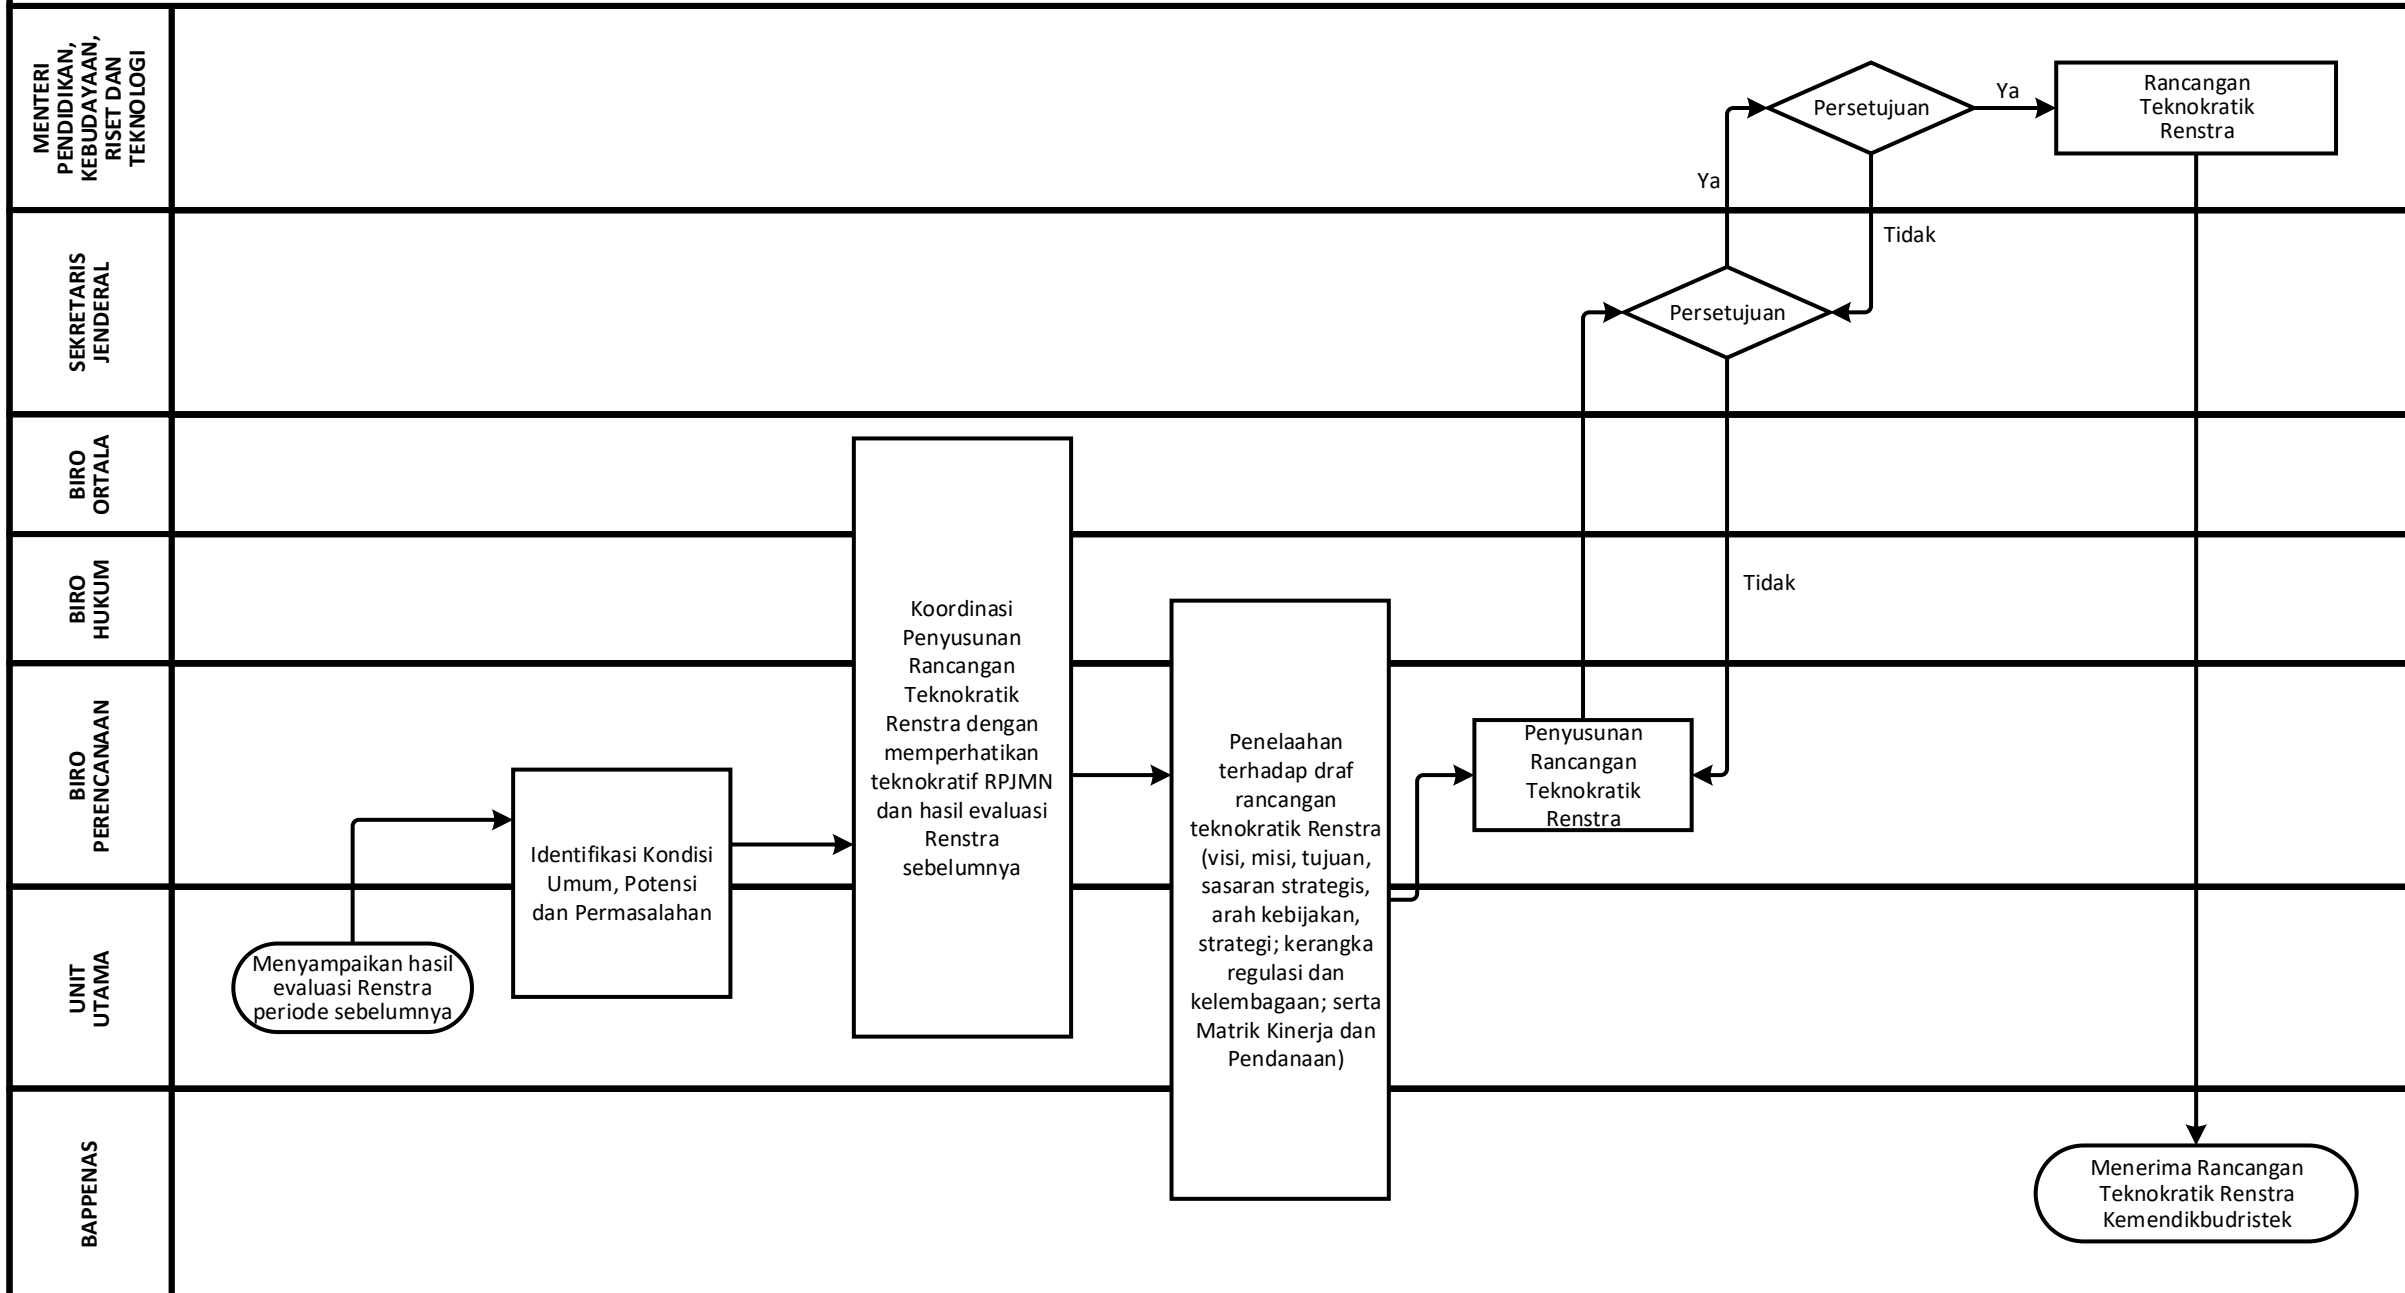 MENTERI
PENDIDIKAN,
KEBUDAYAAN,
RISET DAN
TEKNOLOGI
Persetujuan
Ya
Rancangan
Teknokratik
Renstra
Ya
SEKRETARIS
JENDERAL
Tidak
Persetujuan
BIRO
ORTALA
BIRO
HUKUM
Tidak
BIRO
PERENCANAAN
Koordinasi
Penyusunan
Rancangan
Teknokratik
Renstra dengan
memperhatikan
teknokratif RPJMN
dan hasil evaluasi
Renstra
sebelumnya
Penelaahan
terhadap draf
rancangan
teknokratik Renstra
(visi, misi, tujuan,
sasaran strategis,
arah kebijakan,
strategi; kerangka
regulasi dan
kelembagaan; serta
Matrik Kinerja dan
Pendanaan)
Penyusunan
Rancangan
Teknokratik
Renstra
Identifikasi Kondisi
Umum, Potensi
dan Permasalahan
UNIT
UTAMA
Menyampaikan hasil
evaluasi Renstra
periode sebelumnya
BAPPENAS
Menerima Rancangan
Teknokratik Renstra
Kemendikbudristek